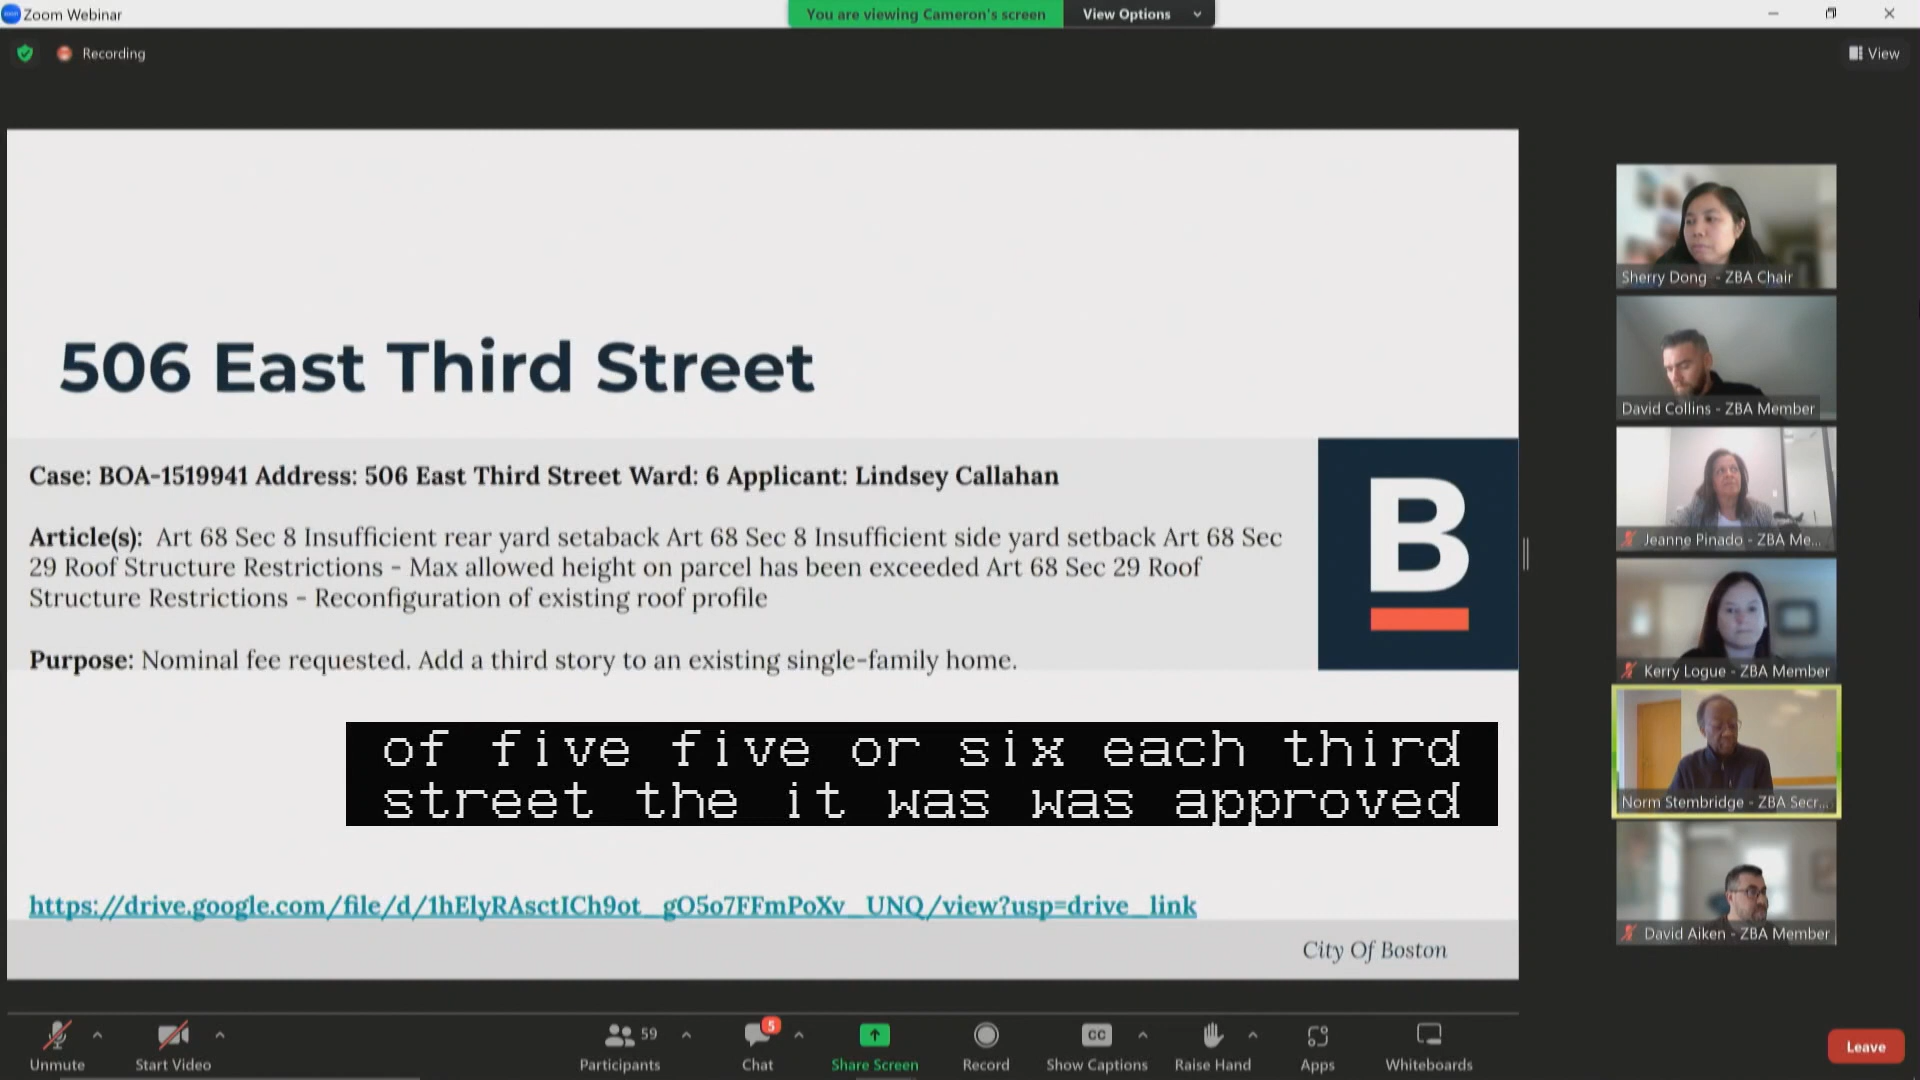 Zoom Webinar
You are viewing Cameron's screen View Options
Recording
View
506 East Third Street
Case: BOA-1519941 Address: 506 East Third Street Ward: 6 Applicant: Lindsey Callahan
Article(s): Art 68 Sec 8 Insufficient rear yard setaback Art 68 Sec 8 Insufficient side yard setback Art 68 Sec
29 Roof Structure Restrictions - Max allowed height on parcel has been exceeded Art 68 Sec 29 Roof
Structure Restrictions - Reconfiguration of existing roof profile
Purpose: Nominal fee requested. Add a third story to an existing single-family home.
B
of five five or six each third
street the it was was approved
https://drive.google.com/file/d/1hElyRAsctICh9ot_gO5o7FFmPoXv_UNQ/view?usp=drive_link
City Of Boston
Sherry Dong - ZBA Chair
David Collins - ZBA Member
Jeanne Pinado - ZBA Me...
Kerry Logue - ZBA Member
Norm Stembridge - ZBA Secr...
David Aiken - ZBA Member
Unmute
Start Video
59
Participants
5
Chat
Share Screen
Record
CC
Show Captions
Raise Hand
Apps
Whiteboards
Leave